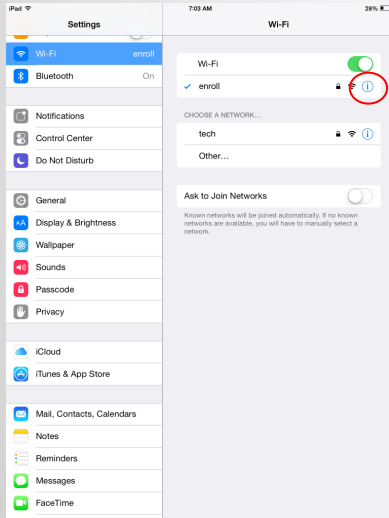 iPad 7:03 AM 28%
Settings
Wi-Fi
Wi-Fi enroll
Bluetooth On
Notifications
Control Center
Do Not Disturb
General
AA Display & Brightness
Wallpaper
Sounds
Passcode
Privacy
iCloud
iTunes & App Store
Mail, Contacts, Calendars
Notes
Reminders
Messages
FaceTime
Wi-Fi
enroll
CHOOSE A NETWORK...
tech
Other...
Ask to Join Networks
Known networks will be joined automatically. If no known
networks are available, you will have to manually select a
network.